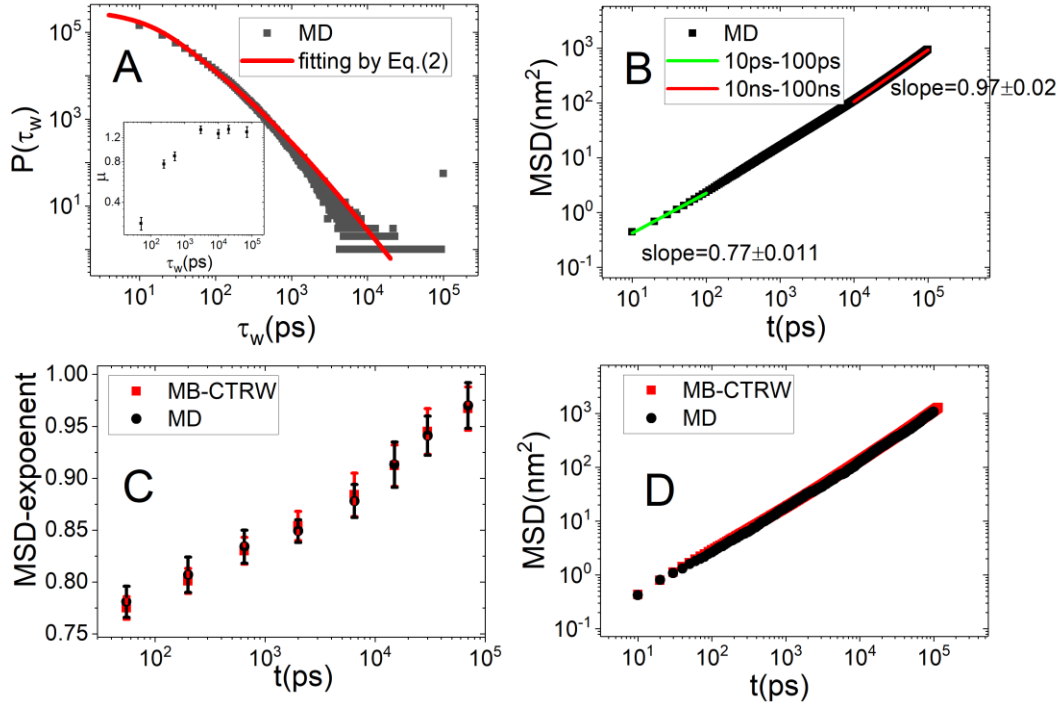 A
MD
fitting by Eq.(2)
P(τw)
10^5
10^3
10^1
μ
1.2
0.8
0.4
10^2 10^3 10^4 10^5
τw(ps)
10^1 10^2 10^3 10^4 10^5
τw(ps)
B
MD
10ps-100ps
10ns-100ns
slope=0.97±0.02
slope=0.77±0.011
MSD(nm^2)
10^3
10^2
10^1
10^0
10^-1
10^1 10^2 10^3 10^4 10^5
t(ps)
C
MB-CTRW
MD
MSD-expoenent
1.00
0.95
0.90
0.85
0.80
0.75
10^2 10^3 10^4 10^5
t(ps)
D
MB-CTRW
MD
MSD(nm^2)
10^3
10^2
10^1
10^0
10^-1
10^1 10^2 10^3 10^4 10^5
t(ps)